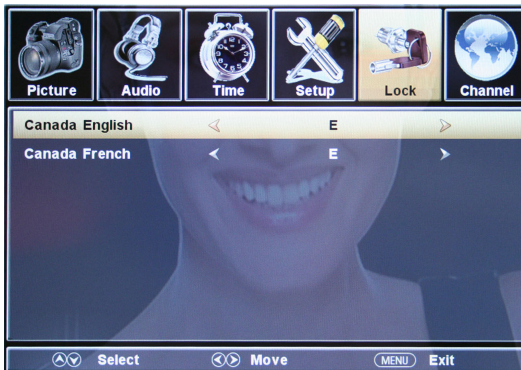 Picture Audio Time Setup Lock Channel
Canada English E
Canada French E
Select Move MENU Exit